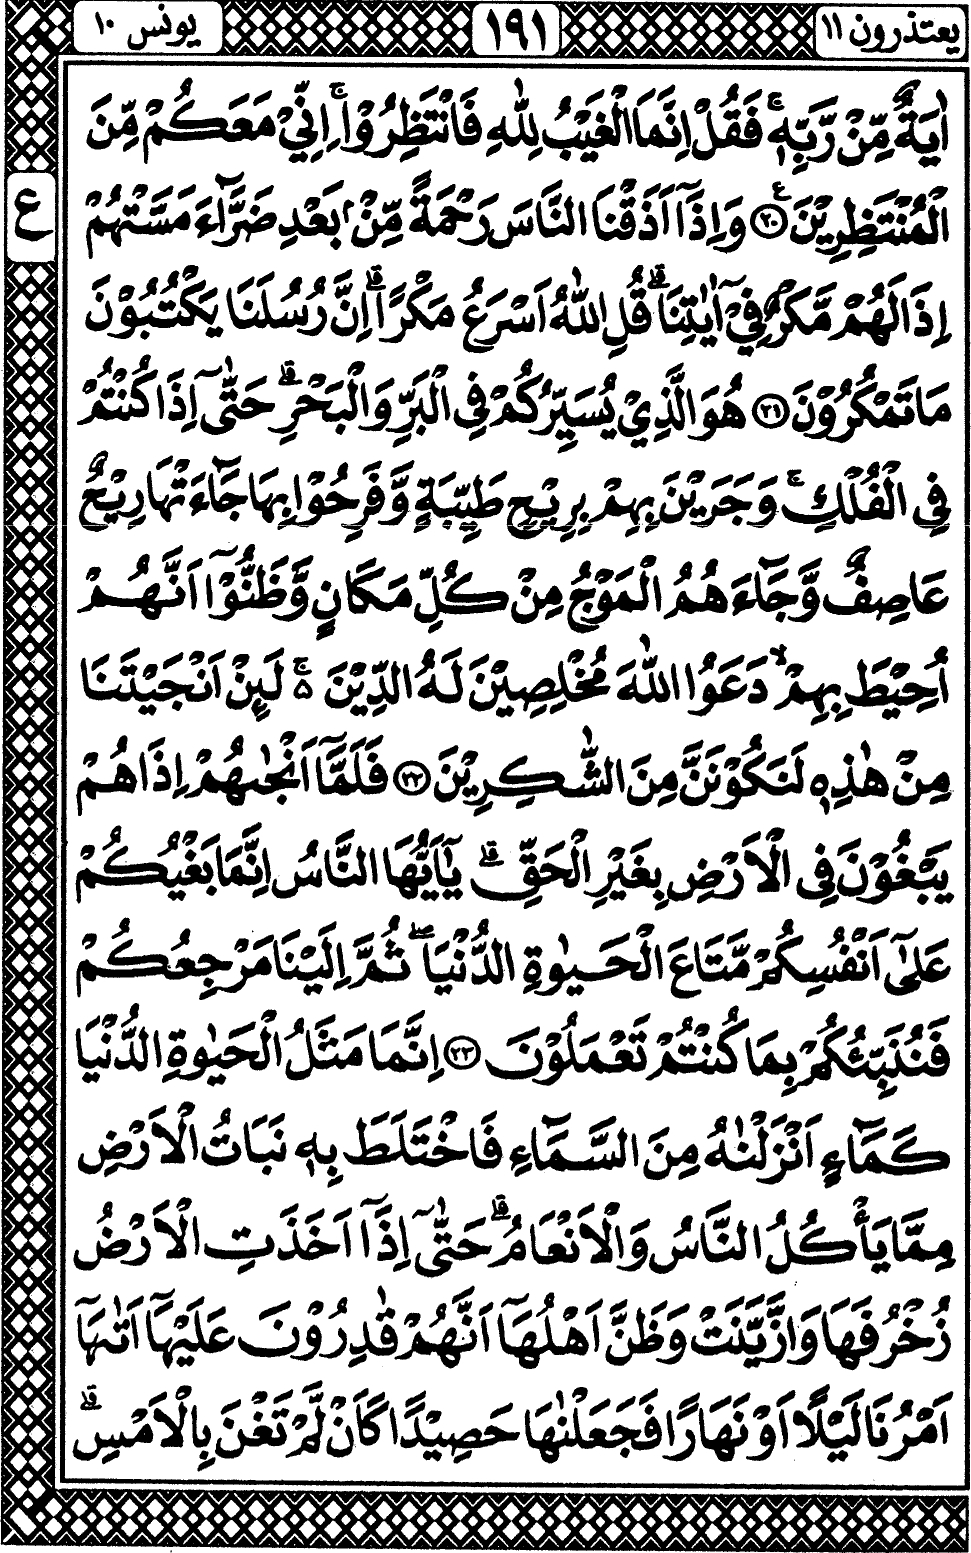 يعتذرون ١١
١٩١
يونس ١٠
اٰيَةٌ مِّنْ رَّبِّهٖ ۚ فَقُلْ اِنَّمَا الْغَيْبُ لِلّٰهِ فَانْتَظِرُوْا ۚ اِنِّيْ مَعَكُمْ مِّنَ
الْمُنْتَظِرِيْنَ ﴿٢٠﴾ ع وَاِذَآ اَذَقْنَا النَّاسَ رَحْمَةً مِّنْۢ بَعْدِ ضَرَّآءَ مَسَّتْهُمْ
ع
اِذَا لَهُمْ مَّكْرٌ فِيْٓ اٰيٰتِنَا ؕ قُلِ اللّٰهُ اَسْرَعُ مَكْرًا ؕ اِنَّ رُسُلَنَا يَكْتُبُوْنَ
مَا تَمْكُرُوْنَ ﴿٢١﴾ هُوَ الَّذِيْ يُسَيِّرُكُمْ فِي الْبَرِّ وَالْبَحْرِ ؕ حَتّٰٓى اِذَا كُنْتُمْ
فِي الْفُلْكِ ۚ وَجَرَيْنَ بِهِمْ بِرِيْحٍ طَيِّبَةٍ وَّفَرِحُوْا بِهَا جَآءَتْهَا رِيْحٌ
عَاصِفٌ وَّجَآءَهُمُ الْمَوْجُ مِنْ كُلِّ مَكَانٍ وَّظَنُّوْٓا اَنَّهُمْ
اُحِيْطَ بِهِمْ ۙ دَعَوُا اللّٰهَ مُخْلِصِيْنَ لَهُ الدِّيْنَ ۚ۵ لَئِنْ اَنْجَيْتَنَا
مِنْ هٰذِهٖ لَنَكُوْنَنَّ مِنَ الشّٰكِرِيْنَ ﴿٢٢﴾ فَلَمَّآ اَنْجٰىهُمْ اِذَا هُمْ
يَبْغُوْنَ فِي الْاَرْضِ بِغَيْرِ الْحَقِّ ؕ يٰٓاَيُّهَا النَّاسُ اِنَّمَا بَغْيُكُمْ
عَلٰٓى اَنْفُسِكُمْ مَّتَاعَ الْحَيٰوةِ الدُّنْيَا ۖ ثُمَّ اِلَيْنَا مَرْجِعُكُمْ
فَنُنَبِّئُكُمْ بِمَا كُنْتُمْ تَعْمَلُوْنَ ﴿٢٣﴾ اِنَّمَا مَثَلُ الْحَيٰوةِ الدُّنْيَا
كَمَآءٍ اَنْزَلْنٰهُ مِنَ السَّمَآءِ فَاخْتَلَطَ بِهٖ نَبَاتُ الْاَرْضِ
مِمَّا يَاْكُلُ النَّاسُ وَالْاَنْعَامُ ؕ حَتّٰٓى اِذَآ اَخَذَتِ الْاَرْضُ
زُخْرُفَهَا وَازَّيَّنَتْ وَظَنَّ اَهْلُهَآ اَنَّهُمْ قٰدِرُوْنَ عَلَيْهَآ اَتٰىهَآ
اَمْرُنَا لَيْلًا اَوْ نَهَارًا فَجَعَلْنٰهَا حَصِيْدًا كَاَنْ لَّمْ تَغْنَ بِالْاَمْسِ ؕ